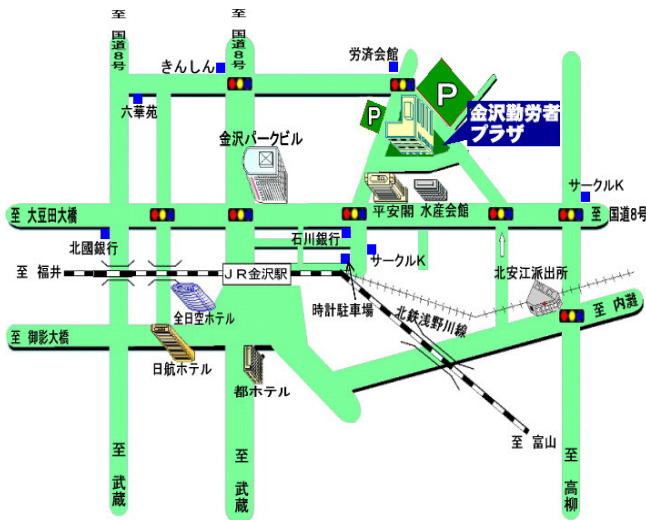 至 国道8号
至 国道8号
至 国道8号
きんしん
労済会館
P
P
六華苑
金沢パークビル
金沢勤労者
プラザ
サークルK
平安閣
水産会館
至 大豆田大橋
至 国道8号
北國銀行
石川銀行
サークルK
至 福井
JR金沢駅
北安江派出所
全日空ホテル
時計駐車場
北鉄浅野川線
至 内灘
至 御影大橋
日航ホテル
都ホテル
至 富山
至 武蔵
至 武蔵
至 高柳